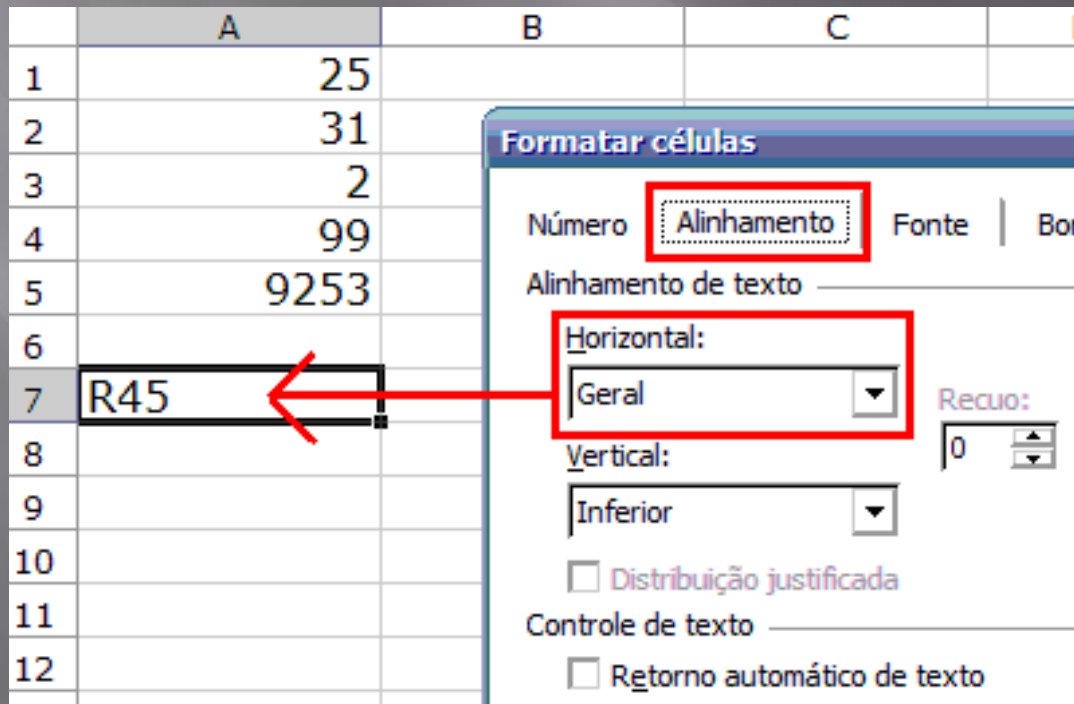 A B C
1 25
2 31
3 2
4 99
5 9253
6
7 R45
8
9
10
11
12
Formatar células
Número Alinhamento Fonte
Alinhamento de texto
Horizontal:
Geral
Recuo:
0
Vertical:
Inferior
Distribuição justificada
Controle de texto
Retorno automático de texto